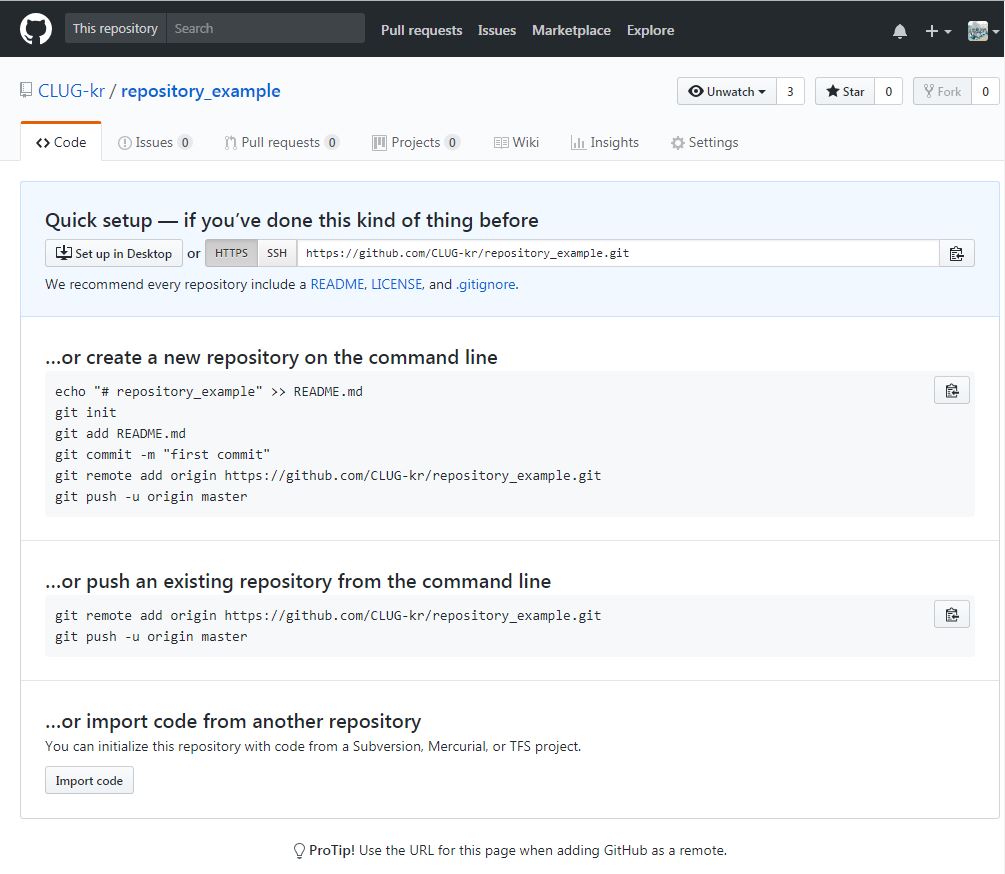 This repository Search Pull requests Issues Marketplace Explore
CLUG-kr / repository_example Unwatch 3 Star 0 Fork 0
Code Issues 0 Pull requests 0 Projects 0 Wiki Insights Settings
Quick setup — if you’ve done this kind of thing before
Set up in Desktop or HTTPS SSH https://github.com/CLUG-kr/repository_example.git
We recommend every repository include a README, LICENSE, and .gitignore.
…or create a new repository on the command line
echo "# repository_example" >> README.md
git init
git add README.md
git commit -m "first commit"
git remote add origin https://github.com/CLUG-kr/repository_example.git
git push -u origin master
…or push an existing repository from the command line
git remote add origin https://github.com/CLUG-kr/repository_example.git
git push -u origin master
…or import code from another repository
You can initialize this repository with code from a Subversion, Mercurial, or TFS project.
Import code
ProTip! Use the URL for this page when adding GitHub as a remote.